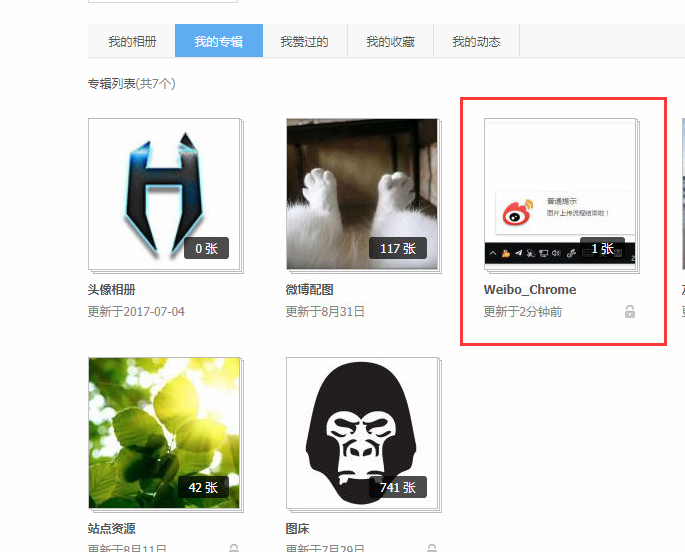 我的相册 我的专辑 我赞过的 我的收藏 我的动态
专辑列表(共7个)
0 张
117 张
普通提示
图片上传流程结束啦！
1 张
头像相册
微博配图
Weibo_Chrome
更新于2017-07-04
更新于8月31日
更新于2分钟前
42 张
741 张
站点资源
图床
更新于8月11日
更新于7月29日